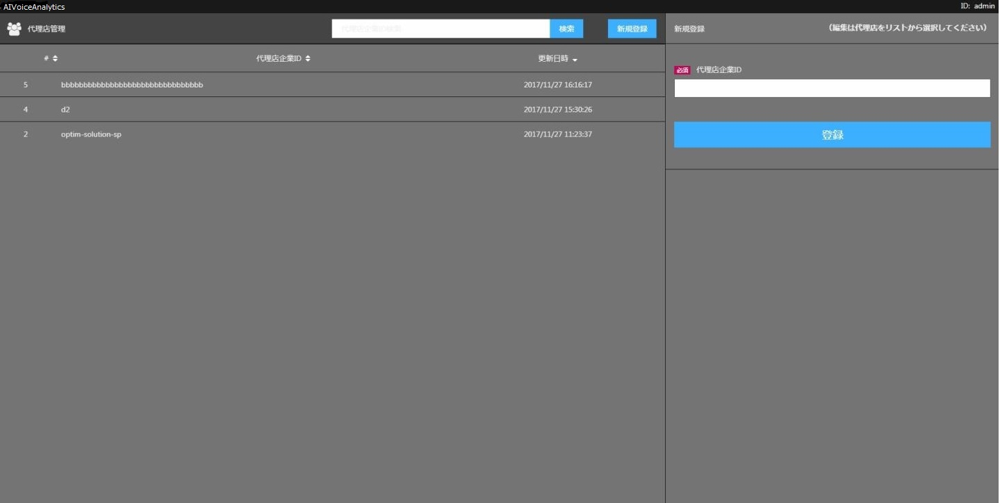 AIVoiceAnalytics
ID: admin
代理店管理
代理店企業ID検索
検索
新規登録
新規登録
（編集は代理店をリストから選択してください）
# 代理店企業ID 更新日時
5 bbbbbbbbbbbbbbbbbbbbbbbbbbbbbbbb 2017/11/27 16:16:17
4 d2 2017/11/27 15:30:26
2 optim-solution-sp 2017/11/27 11:23:37
必須 代理店企業ID
登録